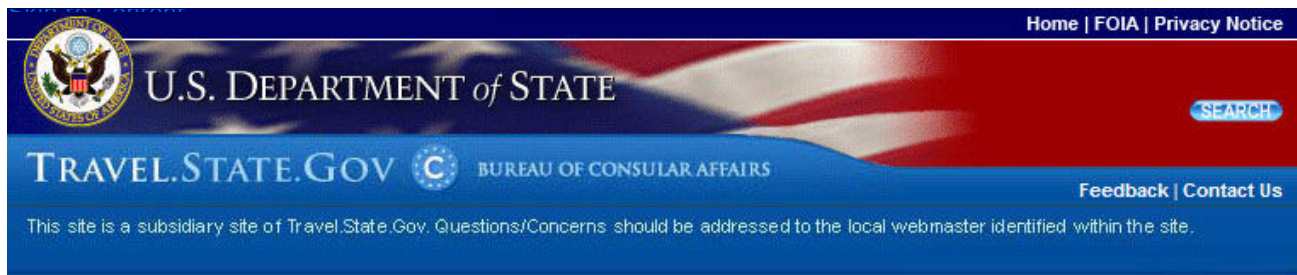 Home | FOIA | Privacy Notice
U.S. DEPARTMENT of STATE
SEARCH
TRAVEL.STATE.GOV C BUREAU OF CONSULAR AFFAIRS
Feedback | Contact Us
This site is a subsidiary site of Travel.State.Gov. Questions/Concerns should be addressed to the local webmaster identified within the site.